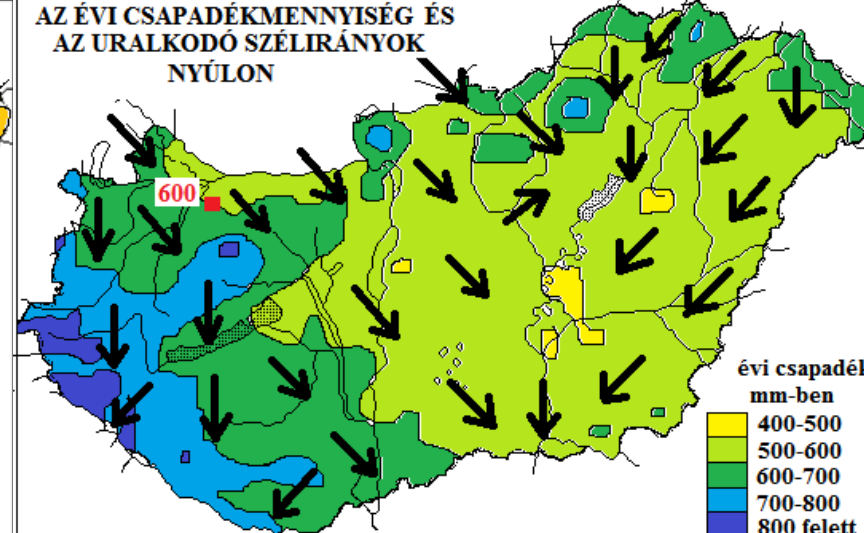 AZ ÉVI CSAPADÉKMENNYISÉG ÉS
AZ URALKODÓ SZÉLIRÁNYOK
NYÚLON
600
évi csapadék
mm-ben
400-500
500-600
600-700
700-800
800 felett